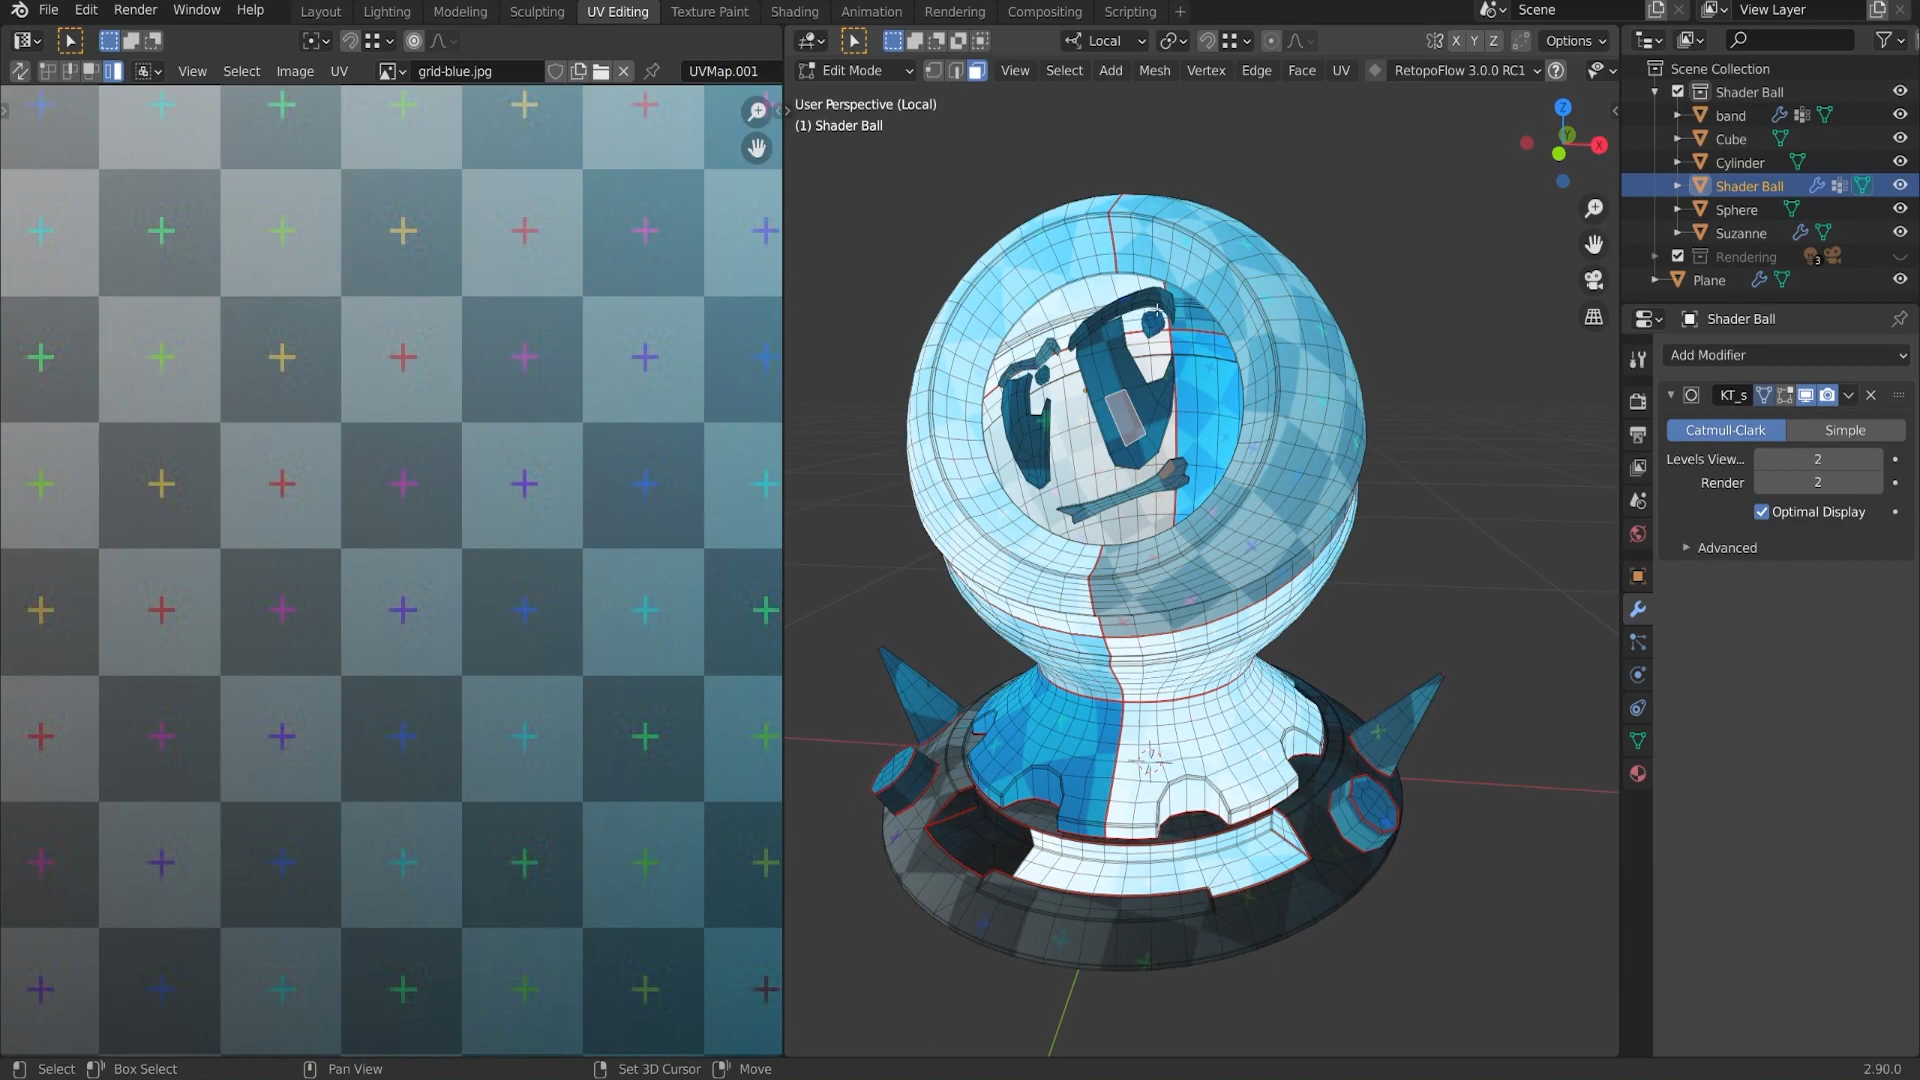 File Edit Render Window Help Layout Lighting Modeling Sculpting UV Editing Texture Paint Shading Animation Rendering Compositing Scripting + Scene View Layer
Local X Y Z Options
View Select Image UV grid-blue.jpg UVMap.001 Edit Mode View Select Add Mesh Vertex Edge Face UV RetopoFlow 3.0.0 RC1
User Perspective (Local)
(1) Shader Ball
Z
Y
X
Scene Collection
Shader Ball
band
Cube
Cylinder
Shader Ball
Sphere
Suzanne
Rendering 3
Plane
Shader Ball
Add Modifier
KT_s
Catmull-Clark Simple
Levels View... 2
Render 2
Optimal Display
Advanced
Select Box Select Pan View Set 3D Cursor Move 2.90.0